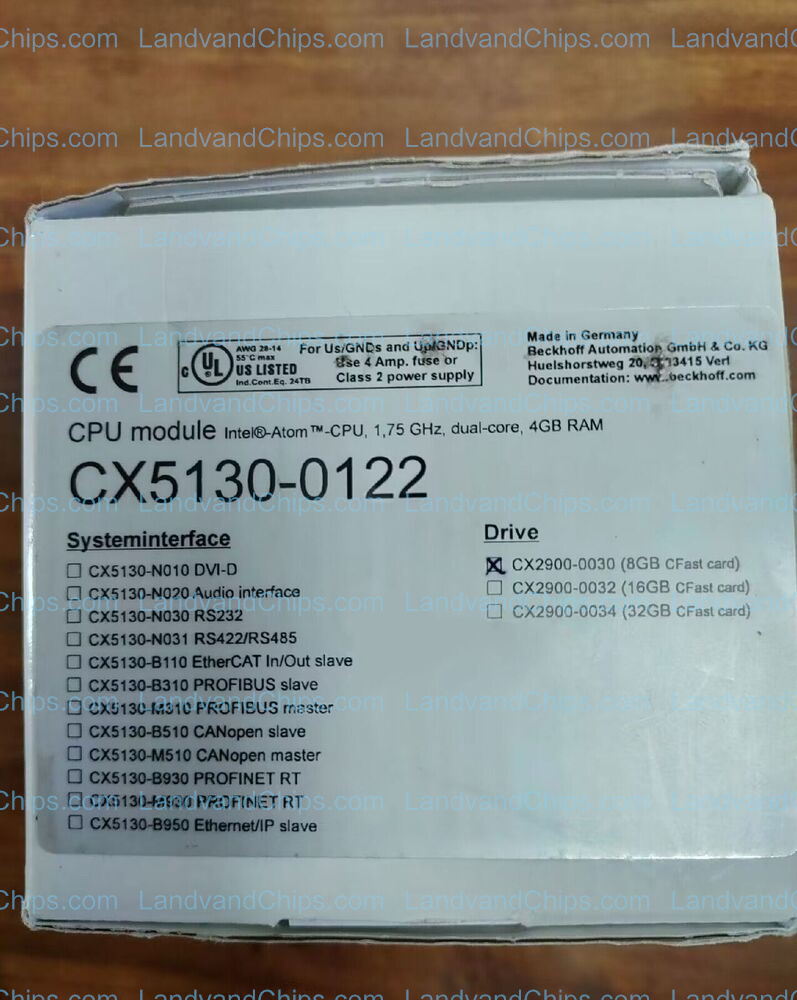 CE
c UL US LISTED
AWG 28-14
55°C max
Ind.Cont.Eq. 24TB
For Us/GNDs and Up/GNDp:
Use 4 Amp. fuse or
Class 2 power supply
Made in Germany
Beckhoff Automation GmbH & Co. KG
Huelshorstweg 20, 33415 Verl
Documentation: www.beckhoff.com
CPU module Intel®-Atom™-CPU, 1,75 GHz, dual-core, 4GB RAM
CX5130-0122
Systeminterface
CX5130-N010 DVI-D
CX5130-N020 Audio interface
CX5130-N030 RS232
CX5130-N031 RS422/RS485
CX5130-B110 EtherCAT In/Out slave
CX5130-B310 PROFIBUS slave
CX5130-M310 PROFIBUS master
CX5130-B510 CANopen slave
CX5130-M510 CANopen master
CX5130-B930 PROFINET RT
PROFINET RT
CX5130-B950 Ethernet/IP slave
Drive
CX2900-0030 (8GB CFast card)
CX2900-0032 (16GB CFast card)
CX2900-0034 (32GB CFast card)
LandvandChips.com